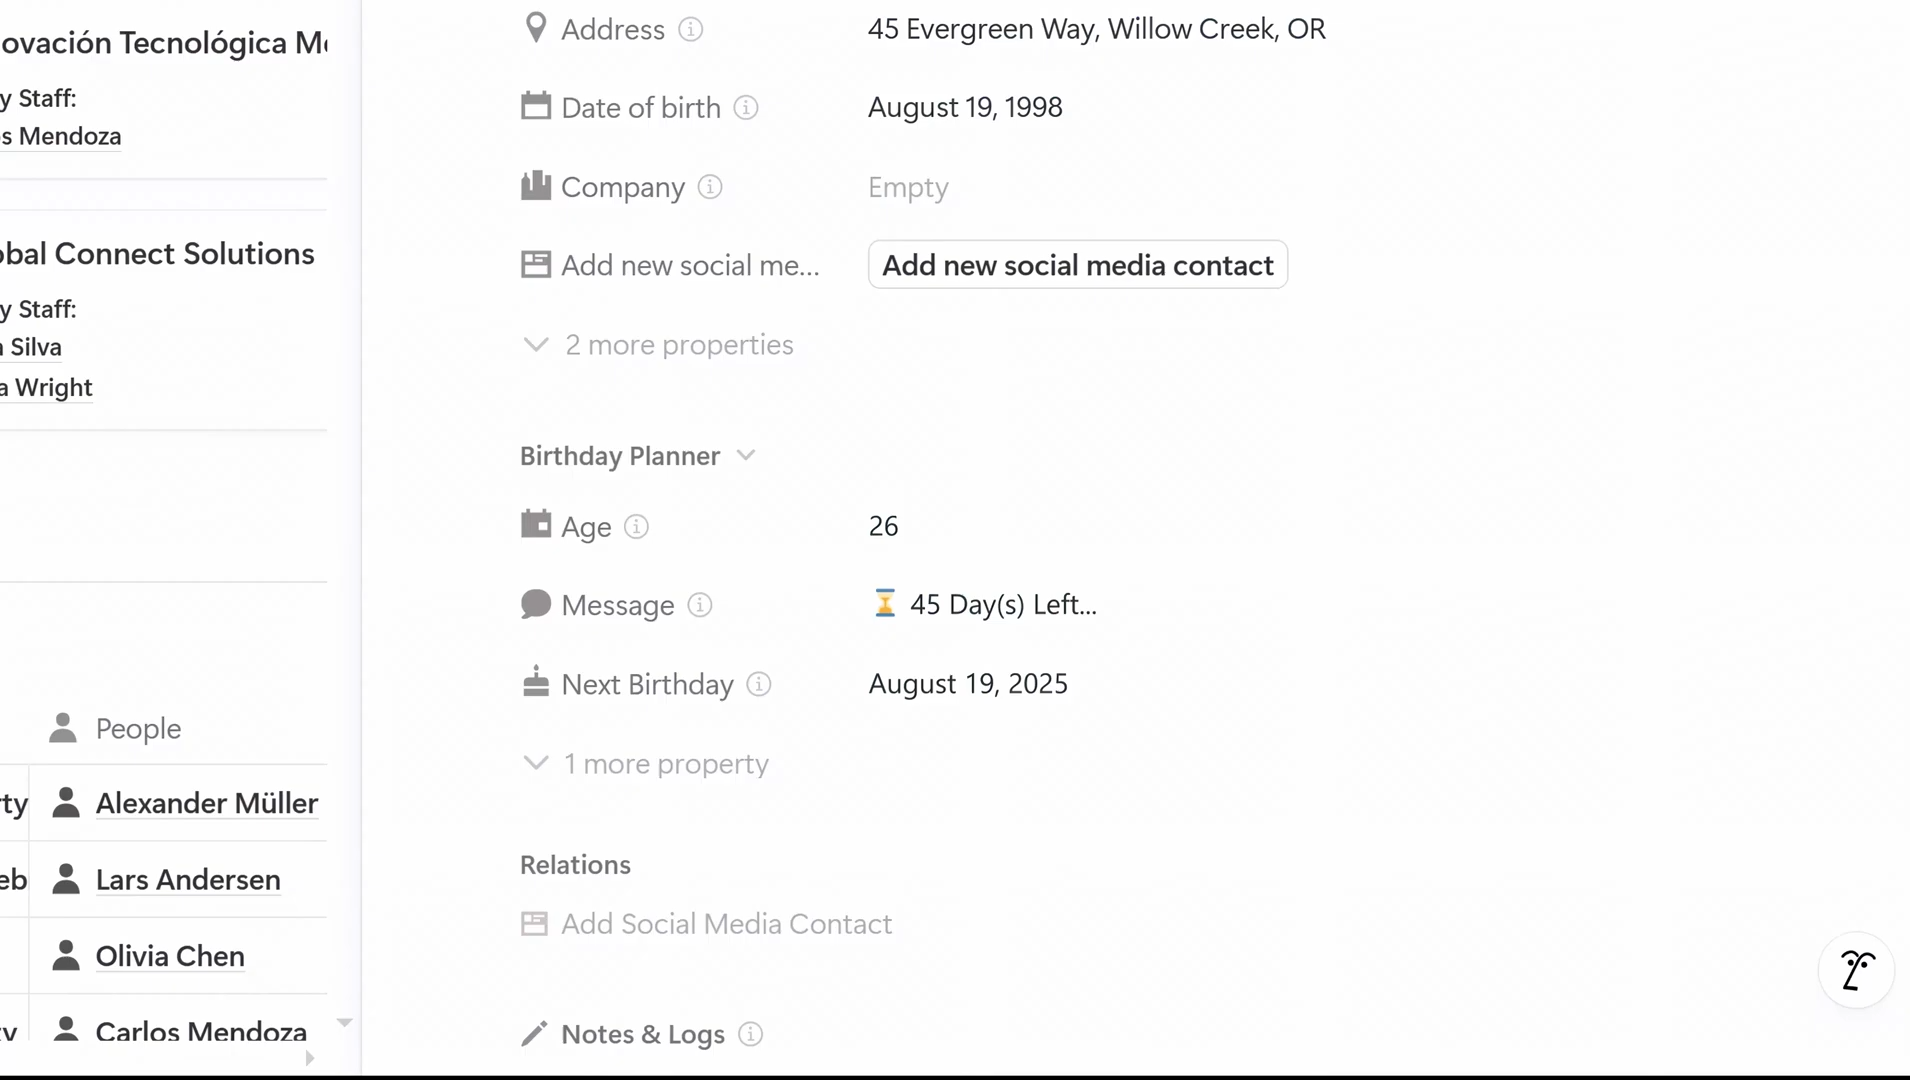 ovación Tecnológica
y Staff:
s Mendoza
obal Connect Solutions
y Staff:
Silva
a Wright
People
ty
Alexander Müller
eb
Lars Andersen
Olivia Chen
Carlos Mendoza
Address
45 Evergreen Way, Willow Creek, OR
Date of birth
August 19, 1998
Company
Empty
Add new social me...
Add new social media contact
2 more properties
Birthday Planner
Age
26
Message
45 Day(s) Left...
Next Birthday
August 19, 2025
1 more property
Relations
Add Social Media Contact
Notes & Logs